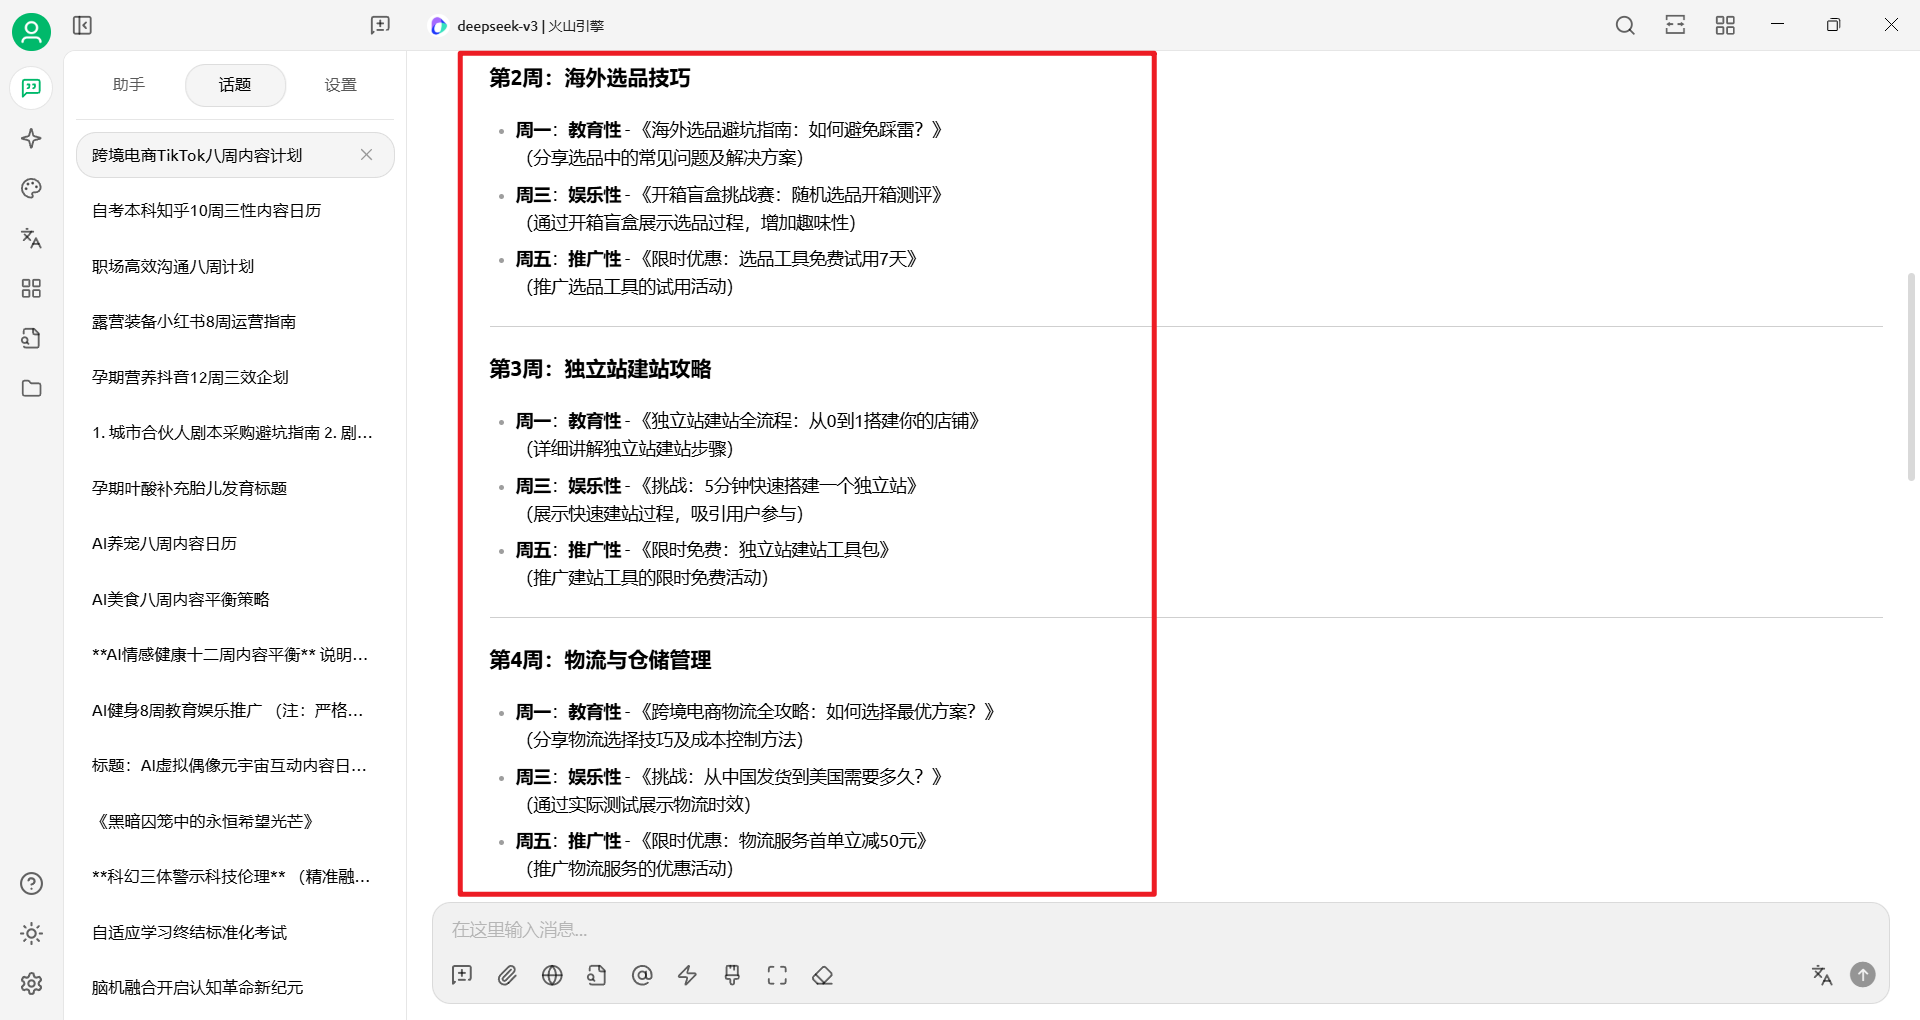 deepseek-v3 | 火山引擎
助手
话题
设置
跨境电商TikTok八周内容计划
自考本科知乎10周三性内容日历
职场高效沟通八周计划
露营装备小红书8周运营指南
孕期营养抖音12周三效企划
1. 城市合伙人剧本采购避坑指南 2. 剧...
孕期叶酸补充胎儿发育标题
AI养宠八周内容日历
AI美食八周内容平衡策略
**AI情感健康十二周内容平衡** 说明...
AI健身8周教育娱乐推广 （注：严格...
标题：AI虚拟偶像元宇宙互动内容日...
《黑暗囚笼中的永恒希望光芒》
**科幻三体警示科技伦理** （精准融...
自适应学习终结标准化考试
脑机融合开启认知革命新纪元
第2周：海外选品技巧
周一：教育性 - 《海外选品避坑指南：如何避免踩雷？》
（分享选品中的常见问题及解决方案）
周三：娱乐性 - 《开箱盲盒挑战赛：随机选品开箱测评》
（通过开箱盲盒展示选品过程，增加趣味性）
周五：推广性 - 《限时优惠：选品工具免费试用7天》
（推广选品工具的试用活动）
第3周：独立站建站攻略
周一：教育性 - 《独立站建站全流程：从0到1搭建你的店铺》
（详细讲解独立站建站步骤）
周三：娱乐性 - 《挑战：5分钟快速搭建一个独立站》
（展示快速建站过程，吸引用户参与）
周五：推广性 - 《限时免费：独立站建站工具包》
（推广建站工具的限时免费活动）
第4周：物流与仓储管理
周一：教育性 - 《跨境电商物流全攻略：如何选择最优方案？》
（分享物流选择技巧及成本控制方法）
周三：娱乐性 - 《挑战：从中国发货到美国需要多久？》
（通过实际测试展示物流时效）
周五：推广性 - 《限时优惠：物流服务首单立减50元》
（推广物流服务的优惠活动）
在这里输入消息...